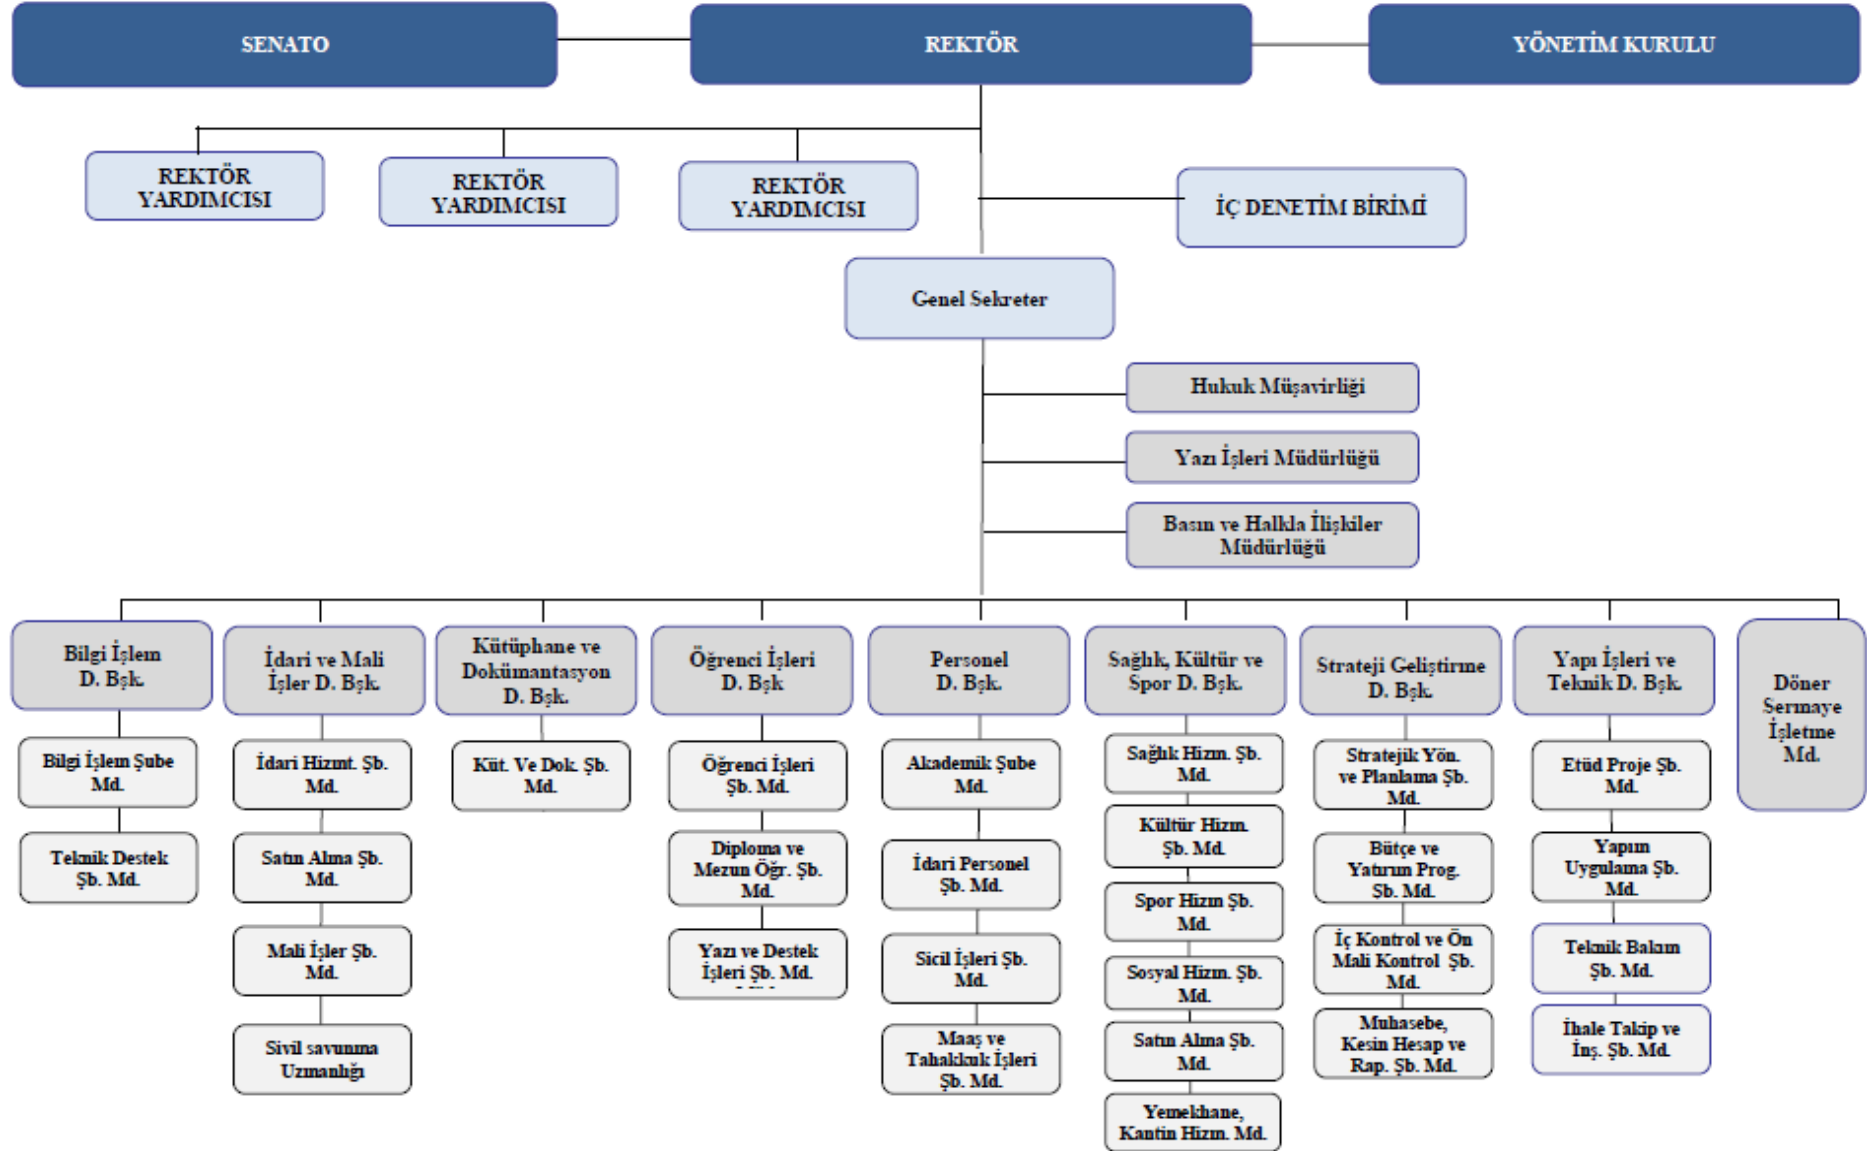 SENATO
REKTÖR
YÖNETİM KURULU
REKTÖR
YARDIMCISI
REKTÖR
YARDIMCISI
REKTÖR
YARDIMCISI
İÇ DENETİM BİRİMİ
Genel Sekreter
Hukuk Müşavirliği
Yazı İşleri Müdürlüğü
Basın ve Halkla İlişkiler
Müdürlüğü
Bilgi İşlem
D. Bşk.
İdari ve Mali
İşler D. Bşk.
Kütüphane ve
Dokümantasyon
D. Bşk.
Öğrenci İşleri
D. Bşk
Personel
D. Bşk.
Sağlık, Kültür ve
Spor D. Bşk.
Strateji Geliştirme
D. Bşk.
Yapı İşleri ve
Teknik D. Bşk.
Döner
Sermaye
İşletme
Md.
Bilgi İşlem Şube
Md.
Teknik Destek
Şb. Md.
İdari Hizmt. Şb.
Md.
Satın Alma Şb.
Md.
Mali İşler Şb.
Md.
Sivil savunma
Uzmanlığı
Küt. Ve Dok. Şb.
Md.
Öğrenci İşleri
Şb. Md.
Diploma ve
Mezun Öğr. Şb.
Md.
Yazı ve Destek
İşleri Şb. Md.
Akademik Şube
Md.
İdari Personel
Şb. Md.
Sicil İşleri Şb.
Md.
Maaş ve
Tahakkuk İşleri
Şb. Md.
Sağlık Hizm. Şb.
Md.
Kültür Hizm.
Şb. Md.
Spor Hizm Şb.
Md.
Sosyal Hizm. Şb.
Md.
Satın Alma Şb.
Md.
Yemekhane,
Kantin Hizm. Md.
Stratejik Yön.
ve Planlama Şb.
Md.
Bütçe ve
Yatırım Prog.
Şb. Md.
İç Kontrol ve Ön
Mali Kontrol Şb.
Md.
Muhasebe,
Kesin Hesap ve
Rap. Şb. Md.
Etüd Proje Şb.
Md.
Yapım
Uygulama Şb.
Md.
Teknik Bakım
Şb. Md.
İhale Takip ve
İnş. Şb. Md.